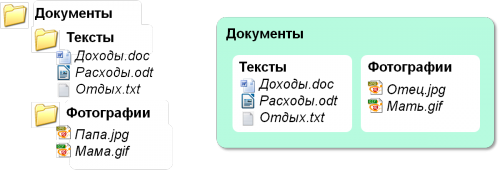 Документы
Тексты
Доходы.doc
Расходы.odt
Отдых.txt
Фотографии
Папа.jpg
Мама.gif
Документы
Тексты
Доходы.doc
Расходы.odt
Отдых.txt
Фотографии
Отец.jpg
Мать.gif